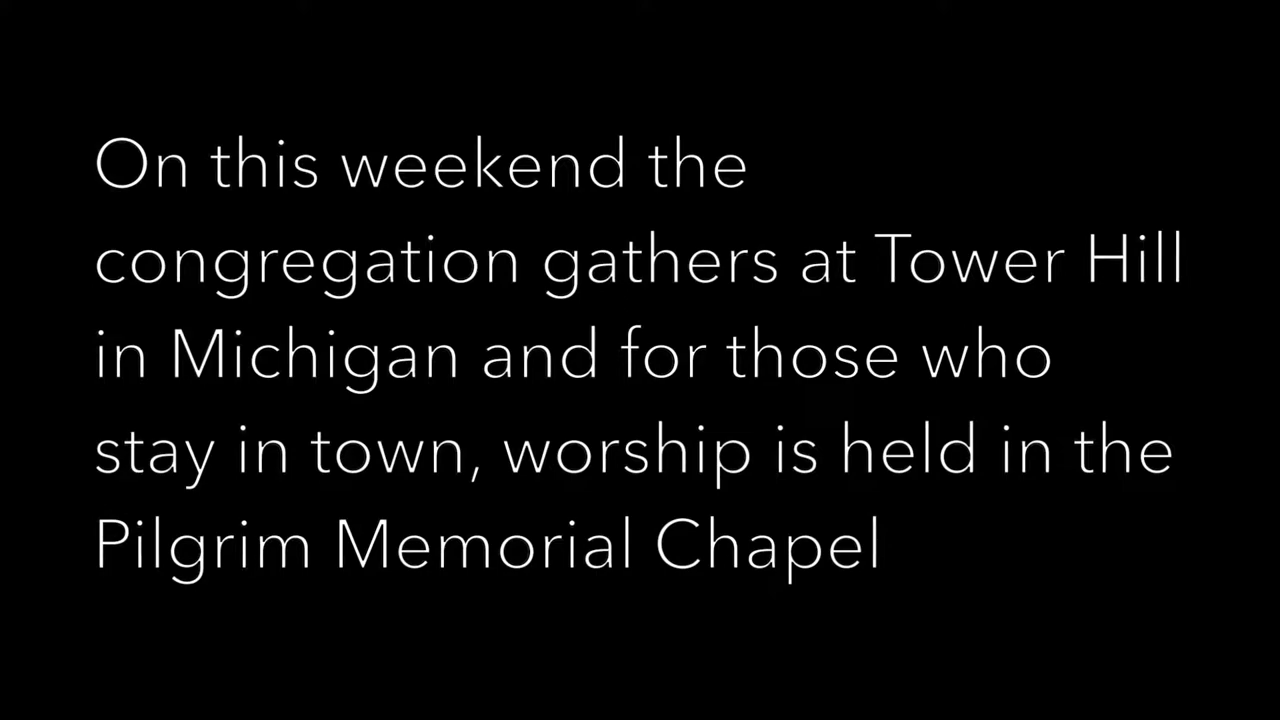 On this weekend the
congregation gathers at Tower Hill
in Michigan and for those who
stay in town, worship is held in the
Pilgrim Memorial Chapel